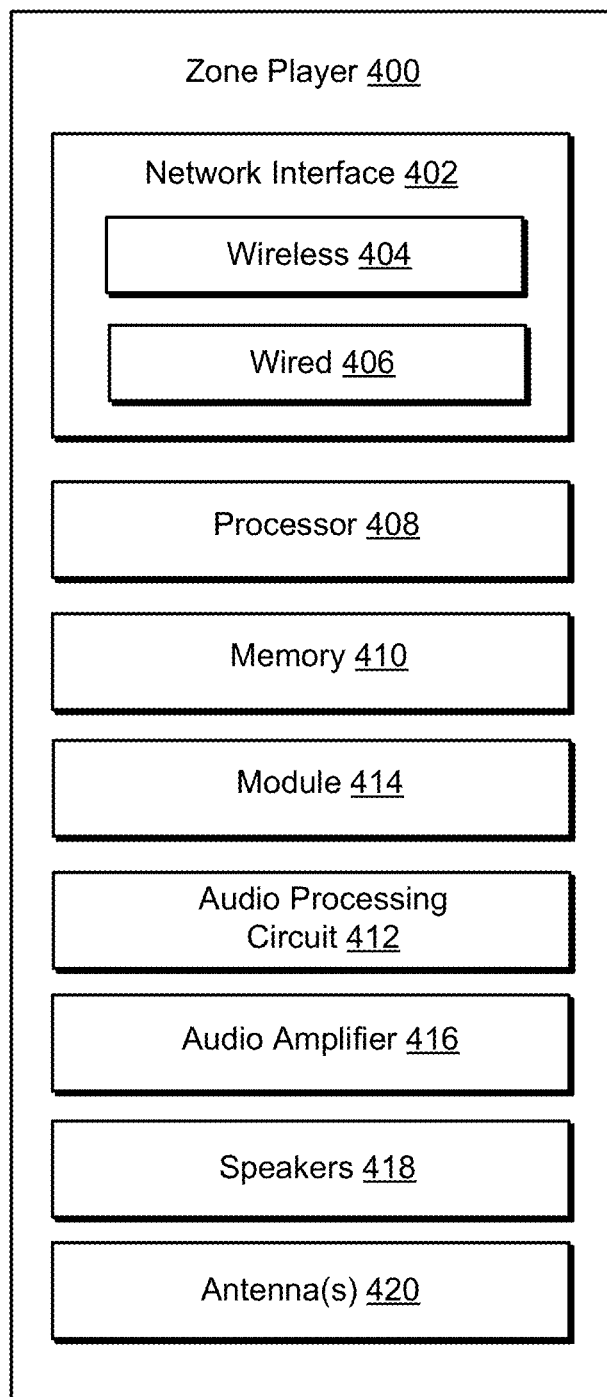 Zone Player 400
Network Interface 402
Wireless 404
Wired 406
Processor 408
Memory 410
Module 414
Audio Processing
Circuit 412
Audio Amplifier 416
Speakers 418
Antenna(s) 420